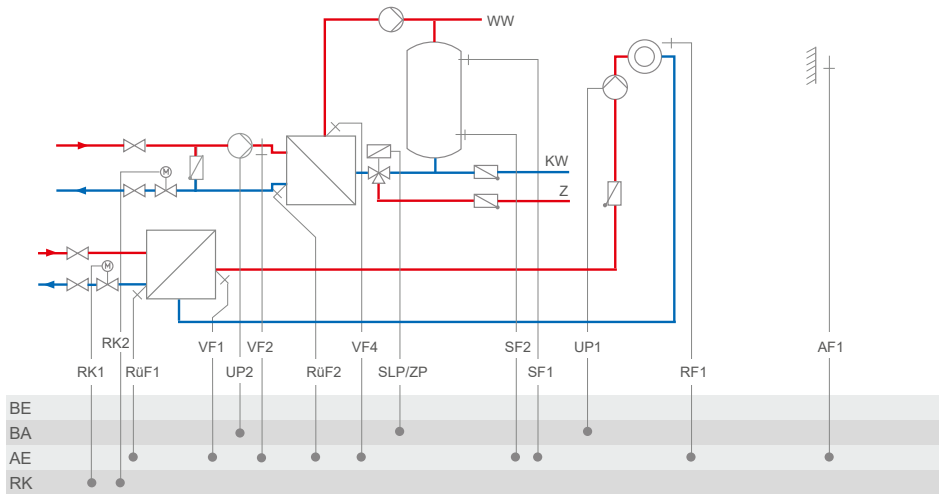 WW
M
KW
Z
M
RK2 VF1 VF2 VF4 SF2 UP1 AF1
RK1 RüF1 UP2 RüF2 SLP/ZP SF1 RF1
BE
BA
AE
RK